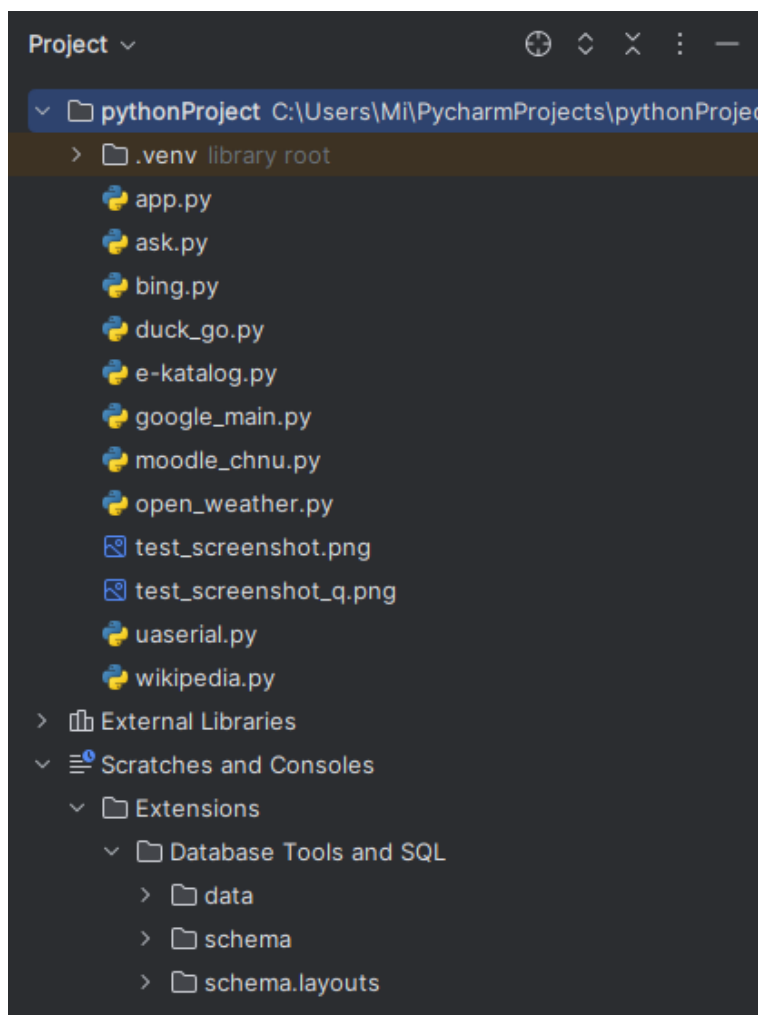 Project
pythonProject C:\Users\Mi\PycharmProjects\pythonProjec
.venv library root
app.py
ask.py
bing.py
duck_go.py
e-katalog.py
google_main.py
moodle_chnu.py
open_weather.py
test_screenshot.png
test_screenshot_q.png
uaserial.py
wikipedia.py
External Libraries
Scratches and Consoles
Extensions
Database Tools and SQL
data
schema
schema.layouts